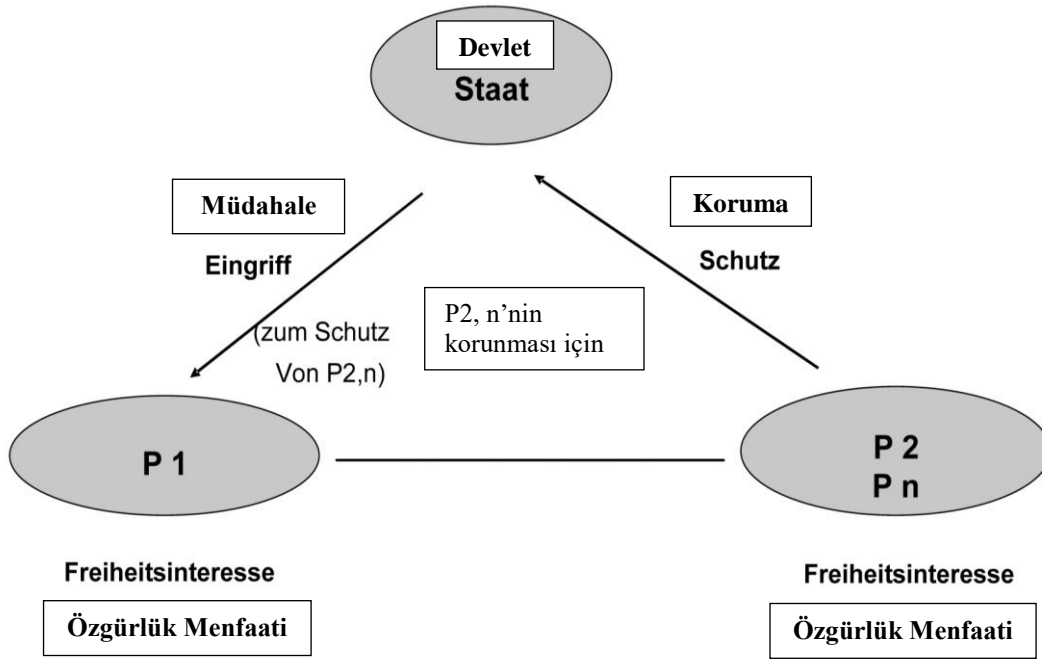 Devlet
Staat
Müdahale
Eingriff
Koruma
Schutz
(zum Schutz
Von P2,n)
P2, n’nin
korunması için
P 1
P 2
P n
Freiheitsinteresse
Özgürlük Menfaati
Freiheitsinteresse
Özgürlük Menfaati